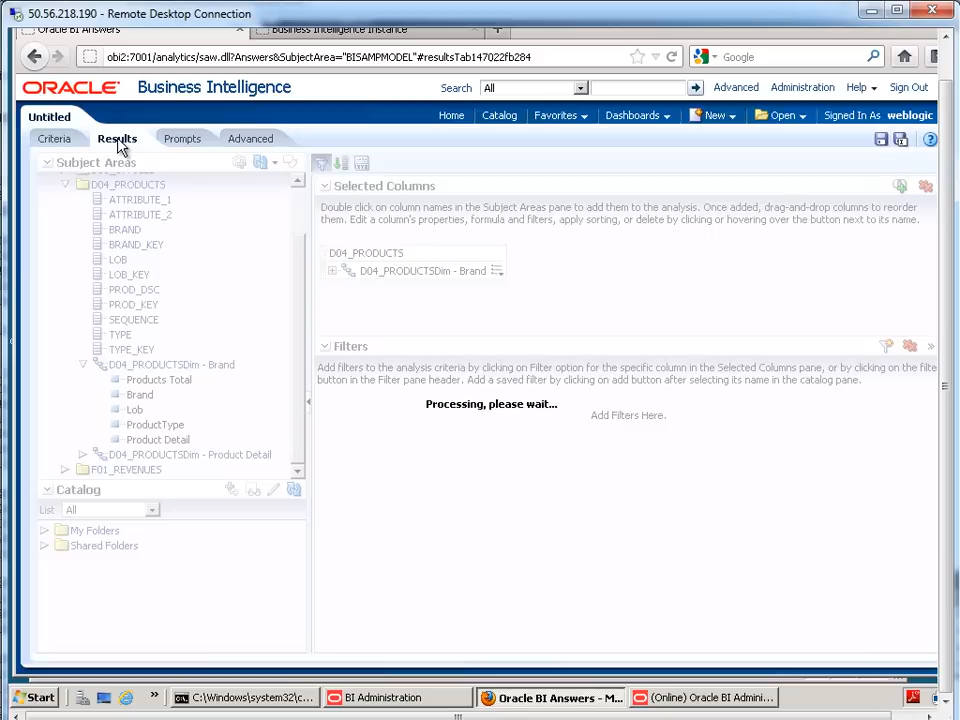 50.56.218.190 - Remote Desktop Connection
Oracle BI Answers
Business Intelligence Instance
obi2:7001/analytics/saw.dll?Answers&SubjectArea="BISAMPMODEL"#resultsTab147022fb284
Google
ORACLE Business Intelligence
Search All
Advanced Administration Help Sign Out
Untitled
Home Catalog Favorites Dashboards New Open Signed In As weblogic
Criteria Results Prompts Advanced
Subject Areas
D04_PRODUCTS
ATTRIBUTE_1
ATTRIBUTE_2
BRAND
BRAND_KEY
LOB
LOB_KEY
PROD_DSC
PROD_KEY
SEQUENCE
TYPE
TYPE_KEY
D04_PRODUCTSDim - Brand
Products Total
Brand
Lob
ProductType
Product Detail
D04_PRODUCTSDim - Product Detail
F01_REVENUES
Catalog
List All
My Folders
Shared Folders
Selected Columns
Double click on column names in the Subject Areas pane to add them to the analysis. Once added, drag-and-drop columns to reorder
them. Edit a column's properties, formula and filters, apply sorting, or delete by clicking or hovering over the button next to its name.
D04_PRODUCTS
D04_PRODUCTSDim - Brand
Filters
Add filters to the analysis criteria by clicking on Filter option for the specific column in the Selected Columns pane, or by clicking on the filte
button in the Filter pane header. Add a saved filter by clicking on add button after selecting its name in the catalog pane.
Processing, please wait...
Add Filters Here.
Start
C:\Windows\system32\c...
BI Administration
Oracle BI Answers - M...
(Online) Oracle BI Admini...